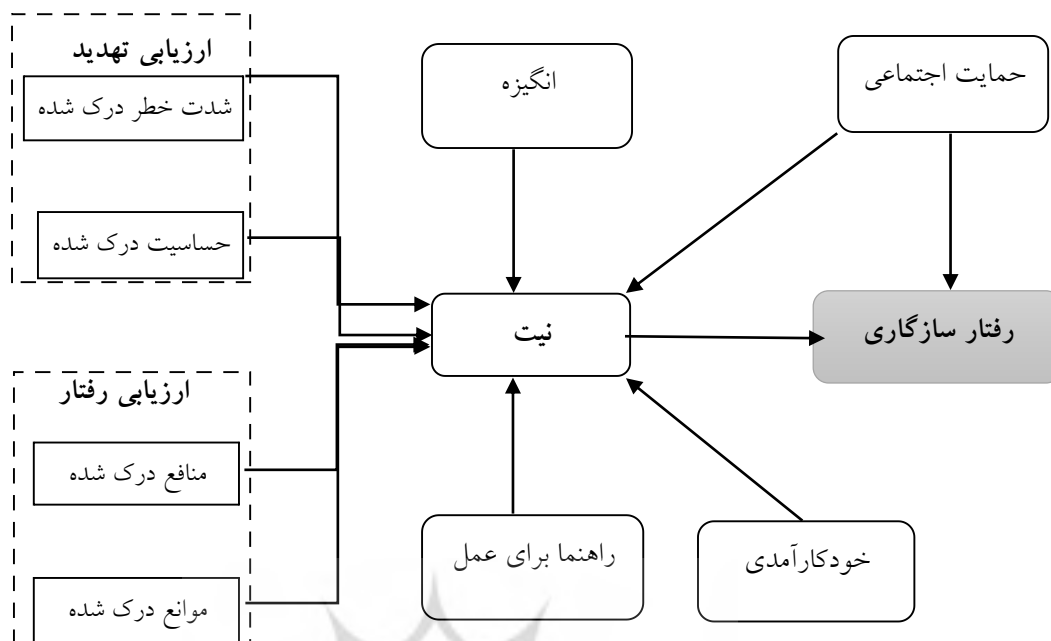 ارزیابی تهدید
شدت خطر درک شده
حساسیت درک شده
انگیزه
حمایت اجتماعی
نیت
رفتار سازگاری
ارزیابی رفتار
منافع درک شده
موانع درک شده
راهنما برای عمل
خودکارآمدی